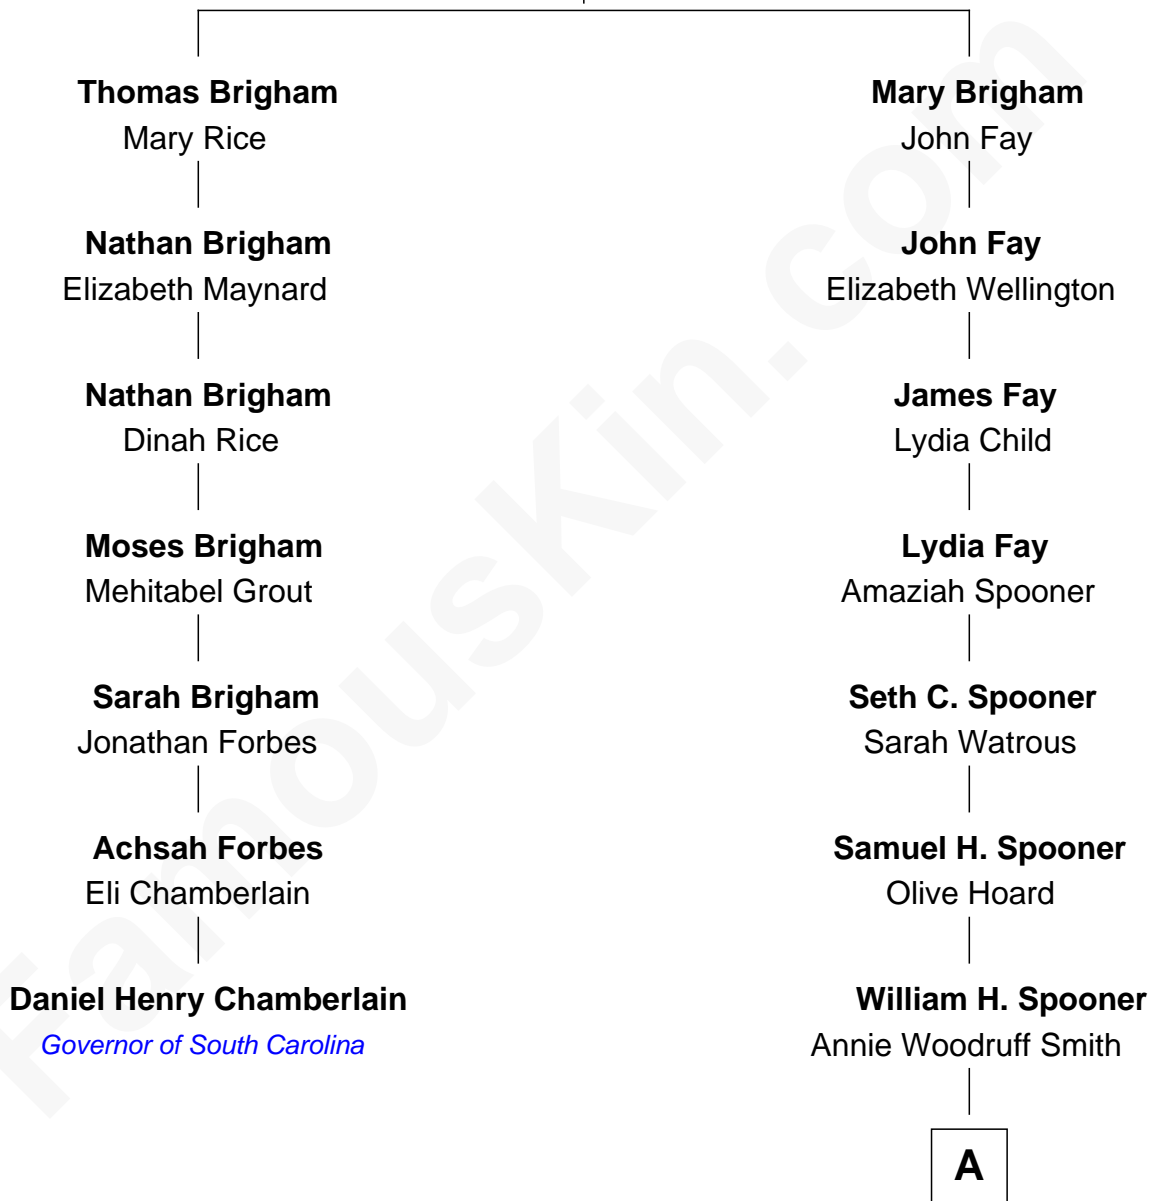 Thomas Brigham
Mary Rice
Nathan Brigham
Elizabeth Maynard
Nathan Brigham
Dinah Rice
Moses Brigham
Mehitabel Grout
Sarah Brigham
Jonathan Forbes
Achsah Forbes
Eli Chamberlain
Daniel Henry Chamberlain
Governor of South Carolina
Mary Brigham
John Fay
John Fay
Elizabeth Wellington
James Fay
Lydia Child
Lydia Fay
Amaziah Spooner
Seth C. Spooner
Sarah Watrous
Samuel H. Spooner
Olive Hoard
William H. Spooner
Annie Woodruff Smith
A
FamousKin.com